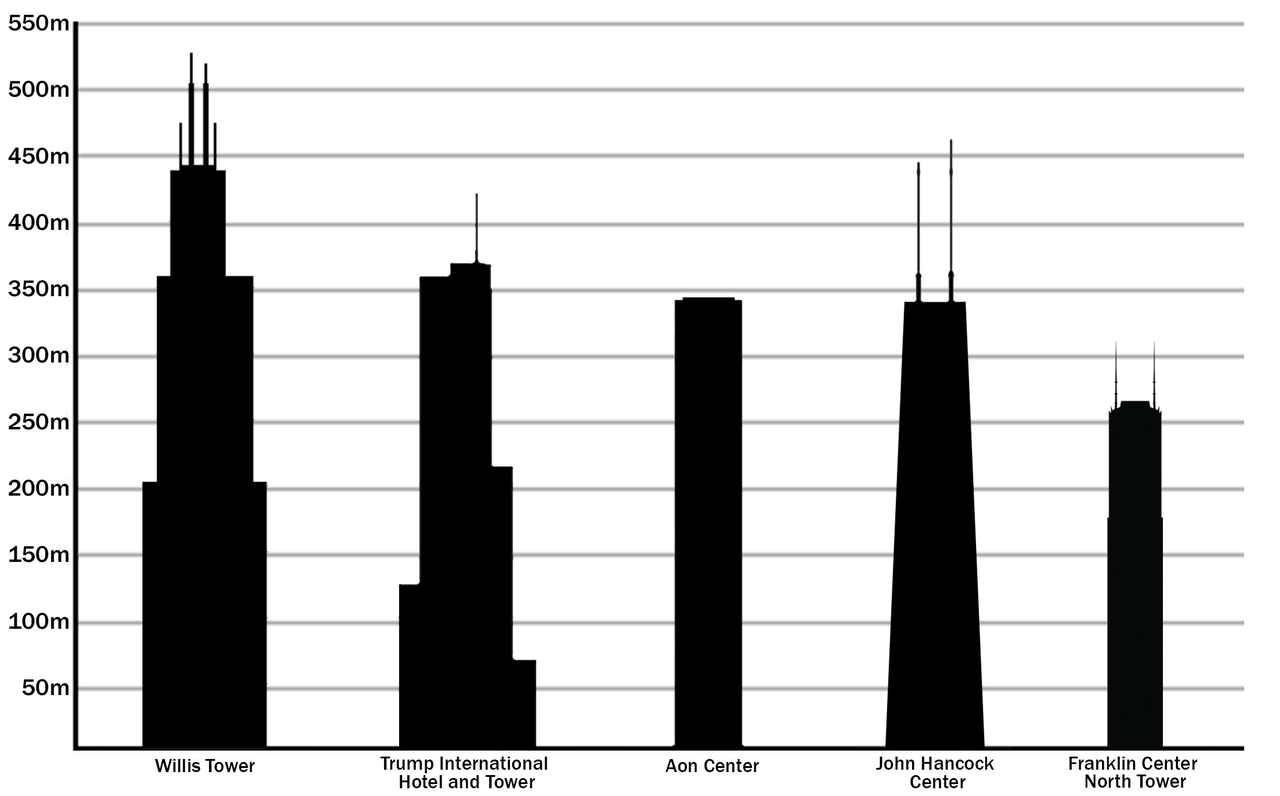 550m
500m
450m
400m
350m
300m
250m
200m
150m
100m
50m
Willis Tower
Trump International
Hotel and Tower
Aon Center
John Hancock
Center
Franklin Center
North Tower